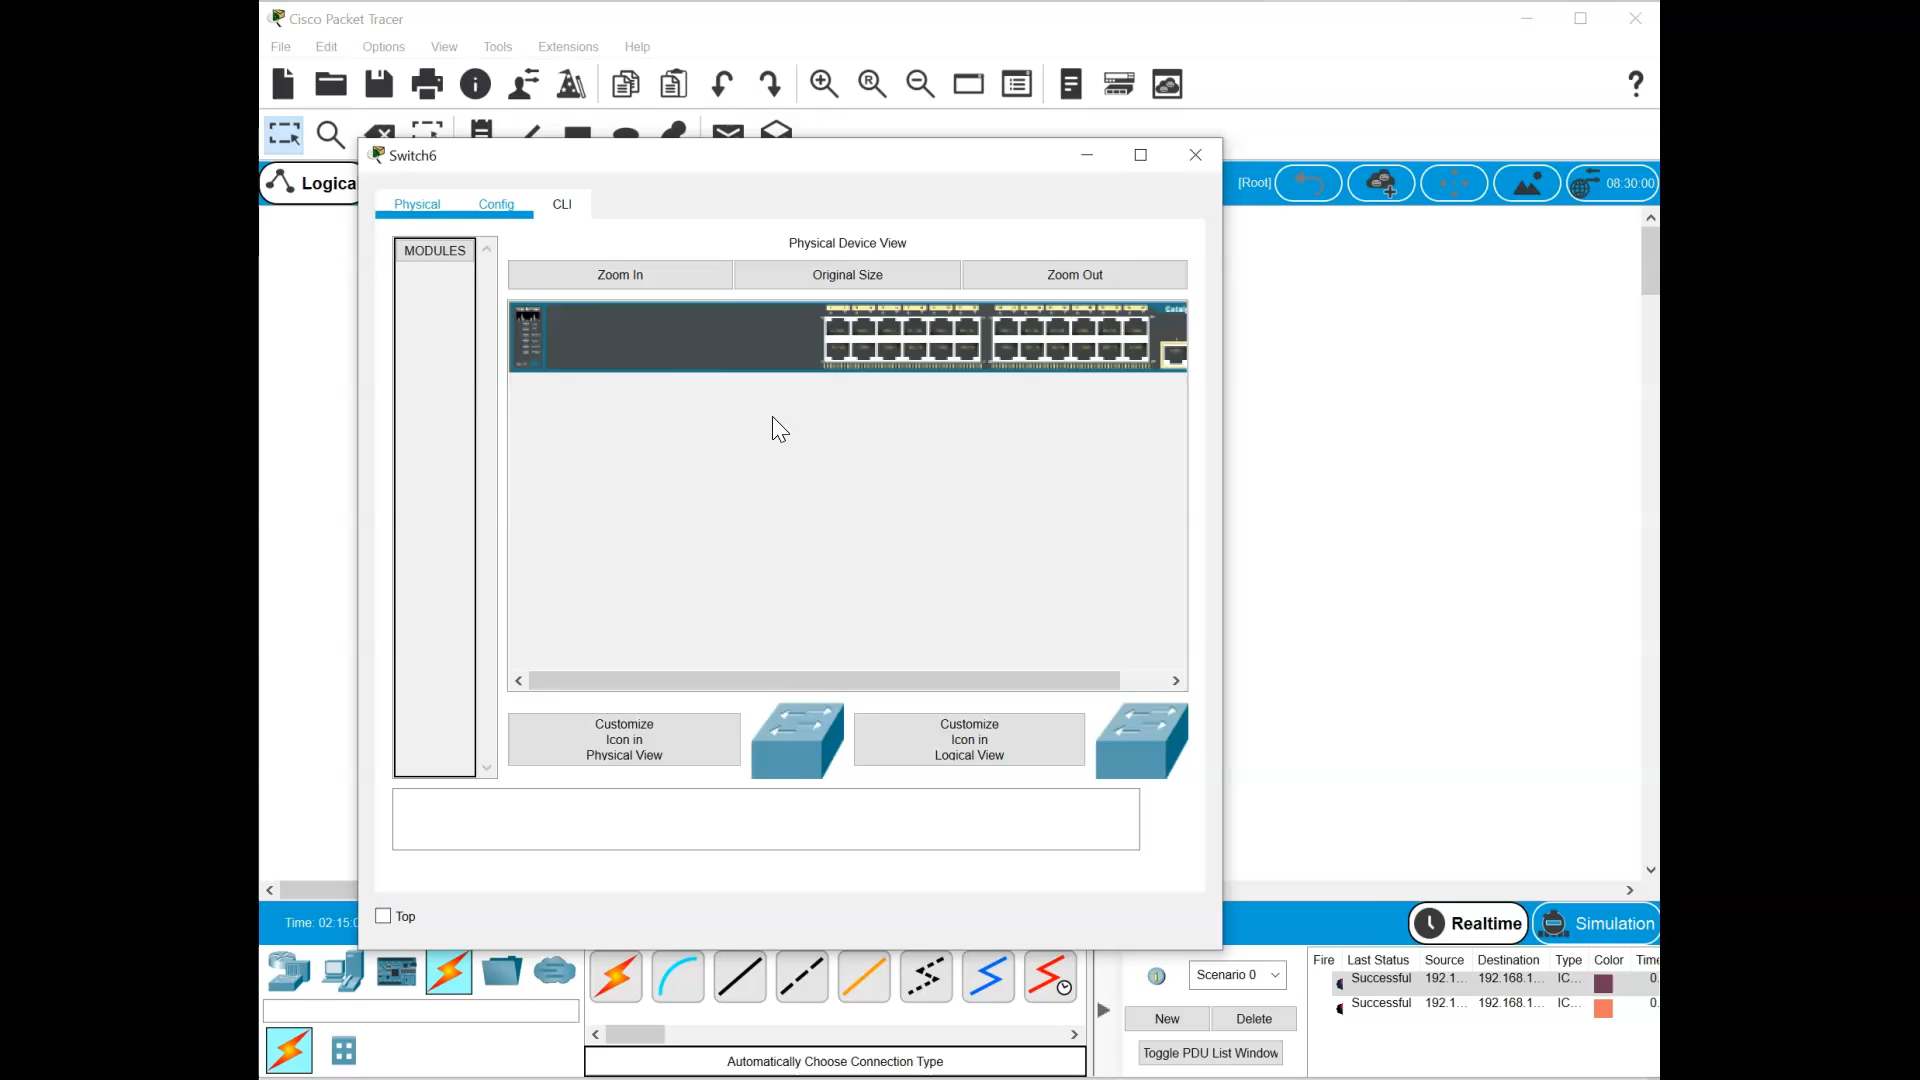 Cisco Packet Tracer
File Edit Options View Tools Extensions Help
R
?
Switch6
Logica
[Root]
08:30:00
Physical Config CLI
MODULES
Physical Device View
Zoom In Original Size Zoom Out
Customize
Icon in
Physical View
Customize
Icon in
Logical View
Top
Time: 02:15:0
Realtime Simulation
Scenario 0
New Delete
Toggle PDU List Window
Automatically Choose Connection Type
Fire Last Status Source Destination Type Color Time
Successful 192.1... 192.168.1... IC... 0.
Successful 192.1... 192.168.1... IC... 0.